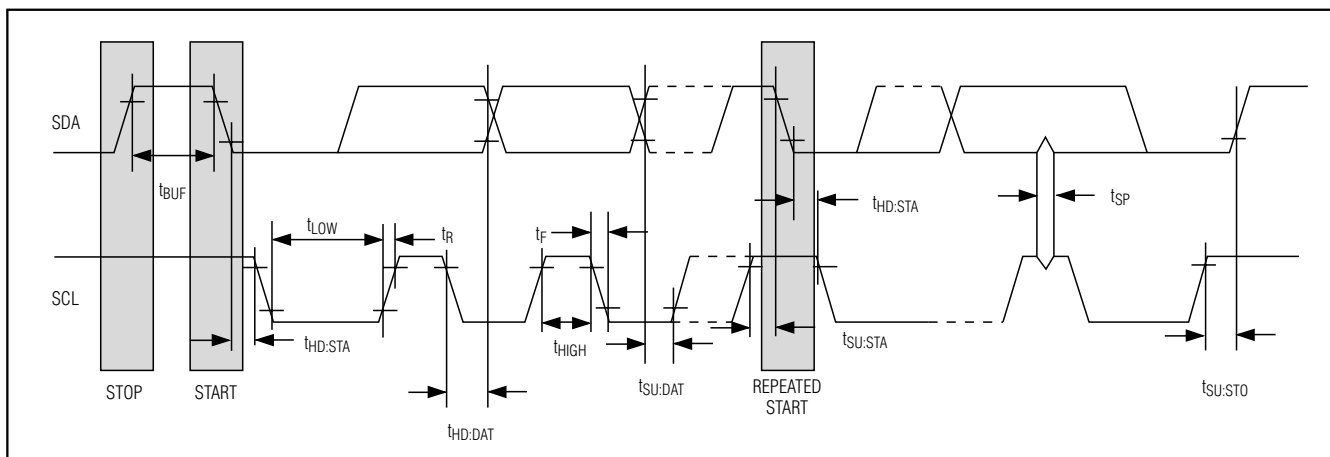 SDA
tBUF
tLOW
tR
tF
tHD:STA
tSP
SCL
tHD:STA
tHIGH
tSU:DAT
tSU:STA
tSU:STO
STOP
START
REPEATED
START
tHD:DAT